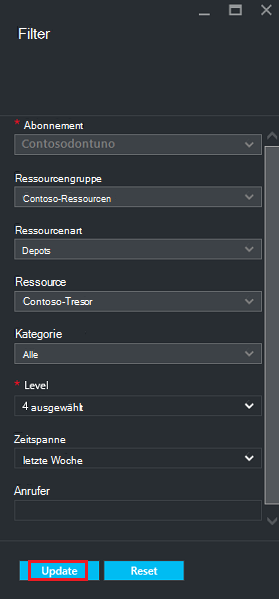 Filter
* Abonnement
Contosodontuno
Ressourcengruppe
Contoso-Ressourcen
Ressourcenart
Depots
Ressource
Contoso-Tresor
Kategorie
Alle
* Level
4 ausgewählt
Zeitspanne
letzte Woche
Anrufer
Update Reset